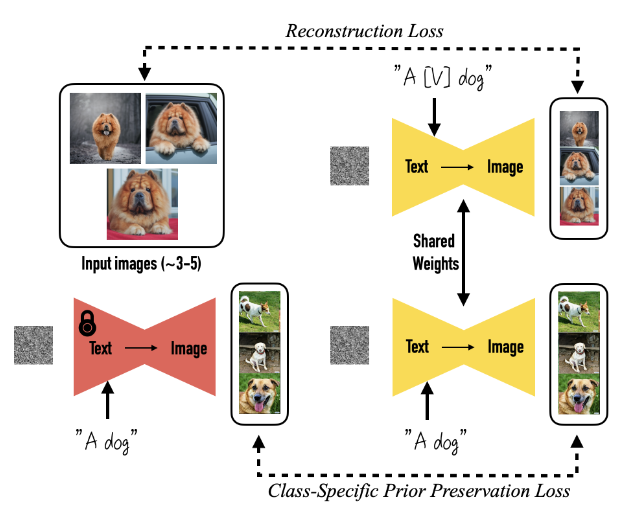 Reconstruction Loss
"A [V] dog"
Text → Image
Input images (~3-5)
Shared
Weights
Text → Image
Text → Image
"A dog"
"A dog"
Class-Specific Prior Preservation Loss